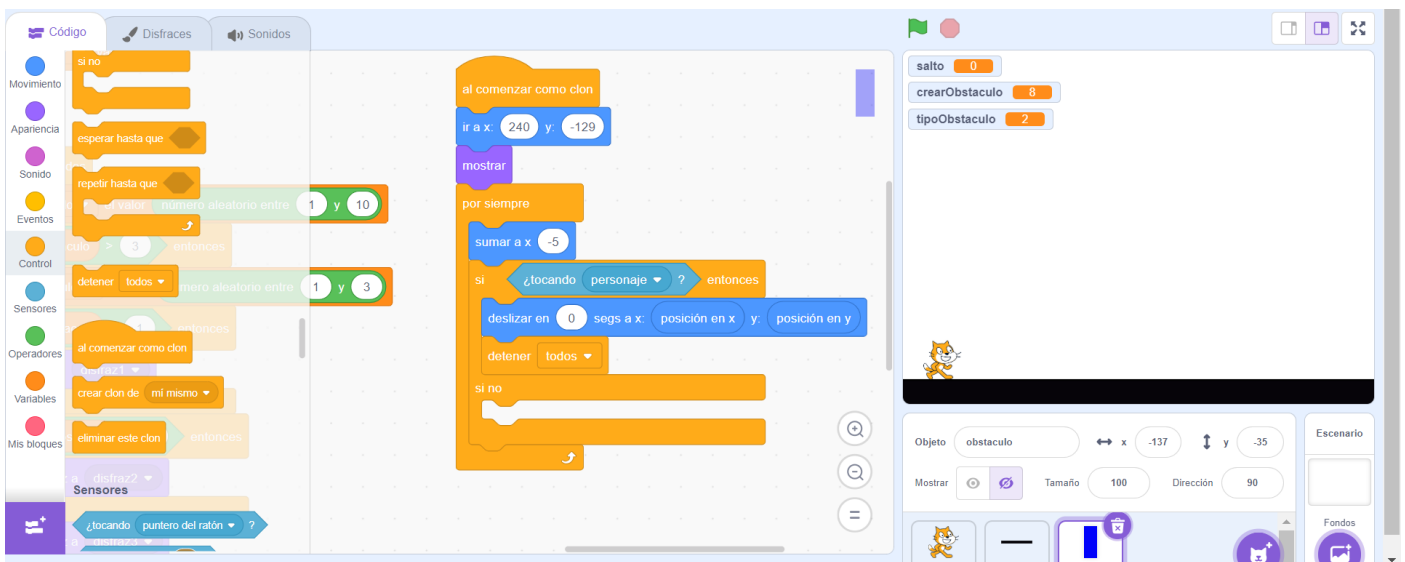 Código
Disfraces
Sonidos
Movimiento
Apariencia
Sonido
Eventos
Control
Sensores
Operadores
Variables
Mis bloques
si no
esperar hasta que
repetir hasta que
el valor número aleatorio entre 1 y 10
> 3 entonces
detener todos
número aleatorio entre 1 y 3
1 entonces
al comenzar como clon
disfraz1
crear clon de mí mismo
eliminar este clon
entonces
a disfraz2
Sensores
¿tocando puntero del ratón ?
a disfraz3
al comenzar como clon
ir a x: 240 y: -129
mostrar
por siempre
sumar a x -5
si ¿tocando personaje ? entonces
deslizar en 0 segs a x: posición en x y: posición en y
detener todos
si no
salto 0
crearObstaculo 8
tipoObstaculo 2
Objeto obstaculo x -137 y -35
Mostrar Tamaño 100 Dirección 90
Escenario
Fondos